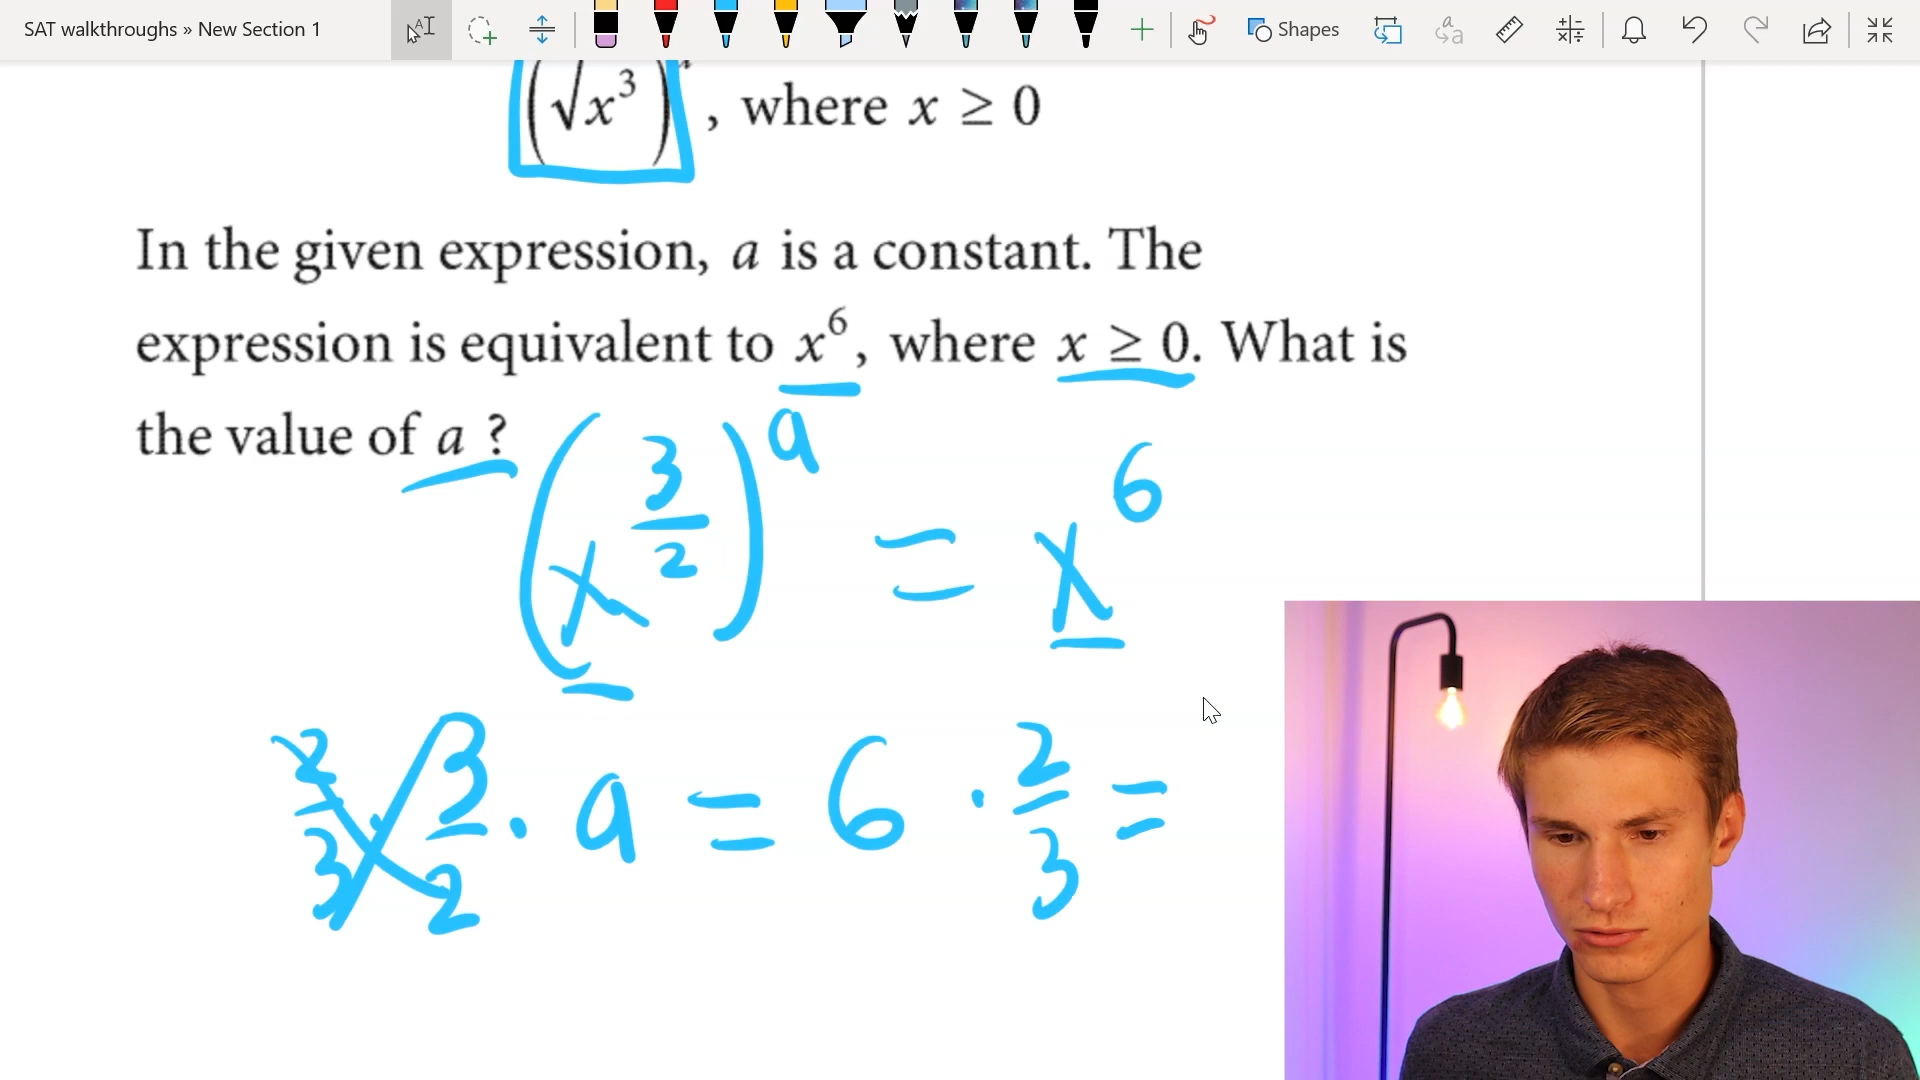 SAT walkthroughs » New Section 1
Shapes
(√x³)ᵃ, where x ≥ 0
In the given expression, a is a constant. The
expression is equivalent to x⁶, where x ≥ 0. What is
the value of a ?
(x^(3/2))^a = x^6
2/3 · 3/2 · a = 6 · 2/3 =